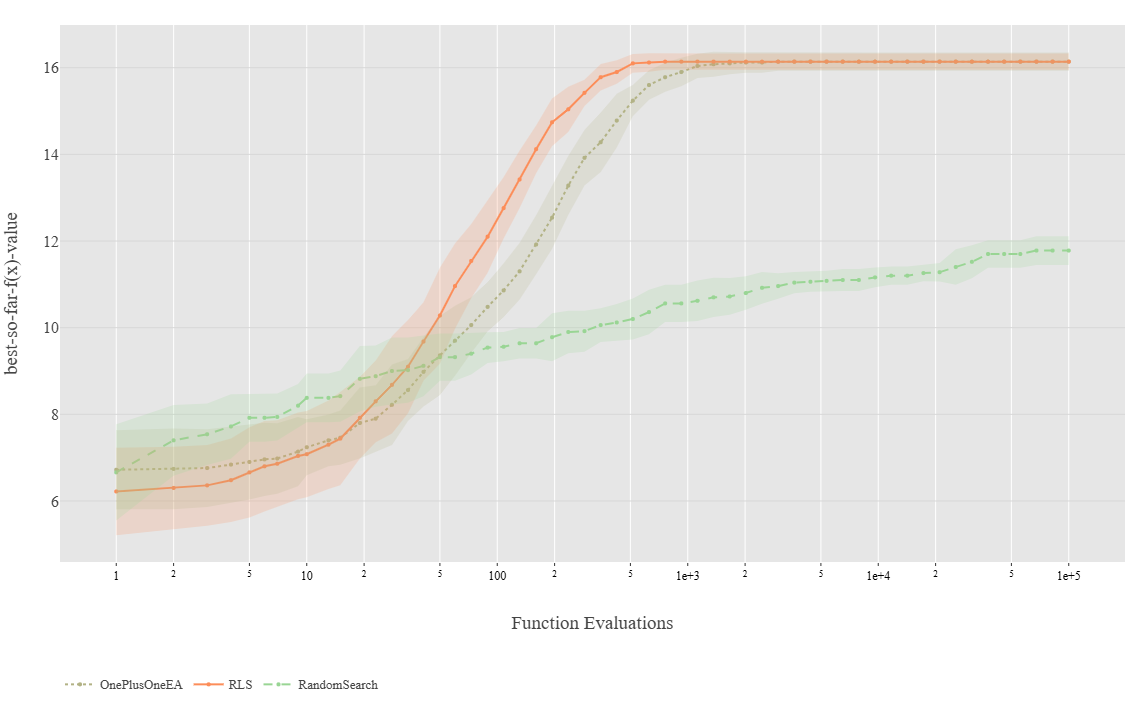 best-so-far-f(x)-value
16
14
12
10
8
6
1 2 5 10 2 5 100 2 5 1e+3 2 5 1e+4 2 5 1e+5
Function Evaluations
OnePlusOneEA RLS RandomSearch